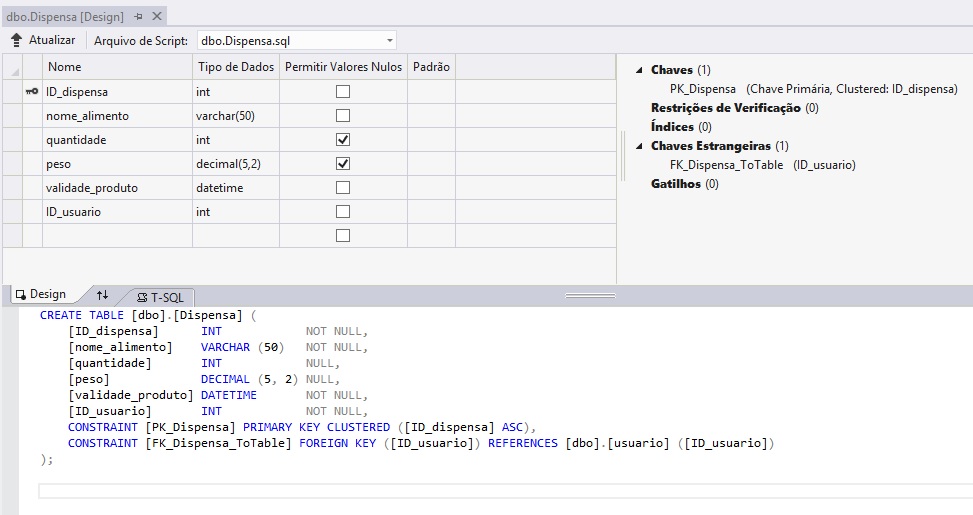 dbo.Dispensa [Design]
Atualizar Arquivo de Script: dbo.Dispensa.sql
Nome Tipo de Dados Permitir Valores Nulos Padrão
ID_dispensa int
nome_alimento varchar(50)
quantidade int
peso decimal(5,2)
validade_produto datetime
ID_usuario int
Chaves (1)
PK_Dispensa (Chave Primária, Clustered: ID_dispensa)
Restrições de Verificação (0)
Índices (0)
Chaves Estrangeiras (1)
FK_Dispensa_ToTable (ID_usuario)
Gatilhos (0)
Design T-SQL
CREATE TABLE [dbo].[Dispensa] (
[ID_dispensa] INT NOT NULL,
[nome_alimento] VARCHAR (50) NOT NULL,
[quantidade] INT NULL,
[peso] DECIMAL (5, 2) NULL,
[validade_produto] DATETIME NOT NULL,
[ID_usuario] INT NOT NULL,
CONSTRAINT [PK_Dispensa] PRIMARY KEY CLUSTERED ([ID_dispensa] ASC),
CONSTRAINT [FK_Dispensa_ToTable] FOREIGN KEY ([ID_usuario]) REFERENCES [dbo].[usuario] ([ID_usuario])
);